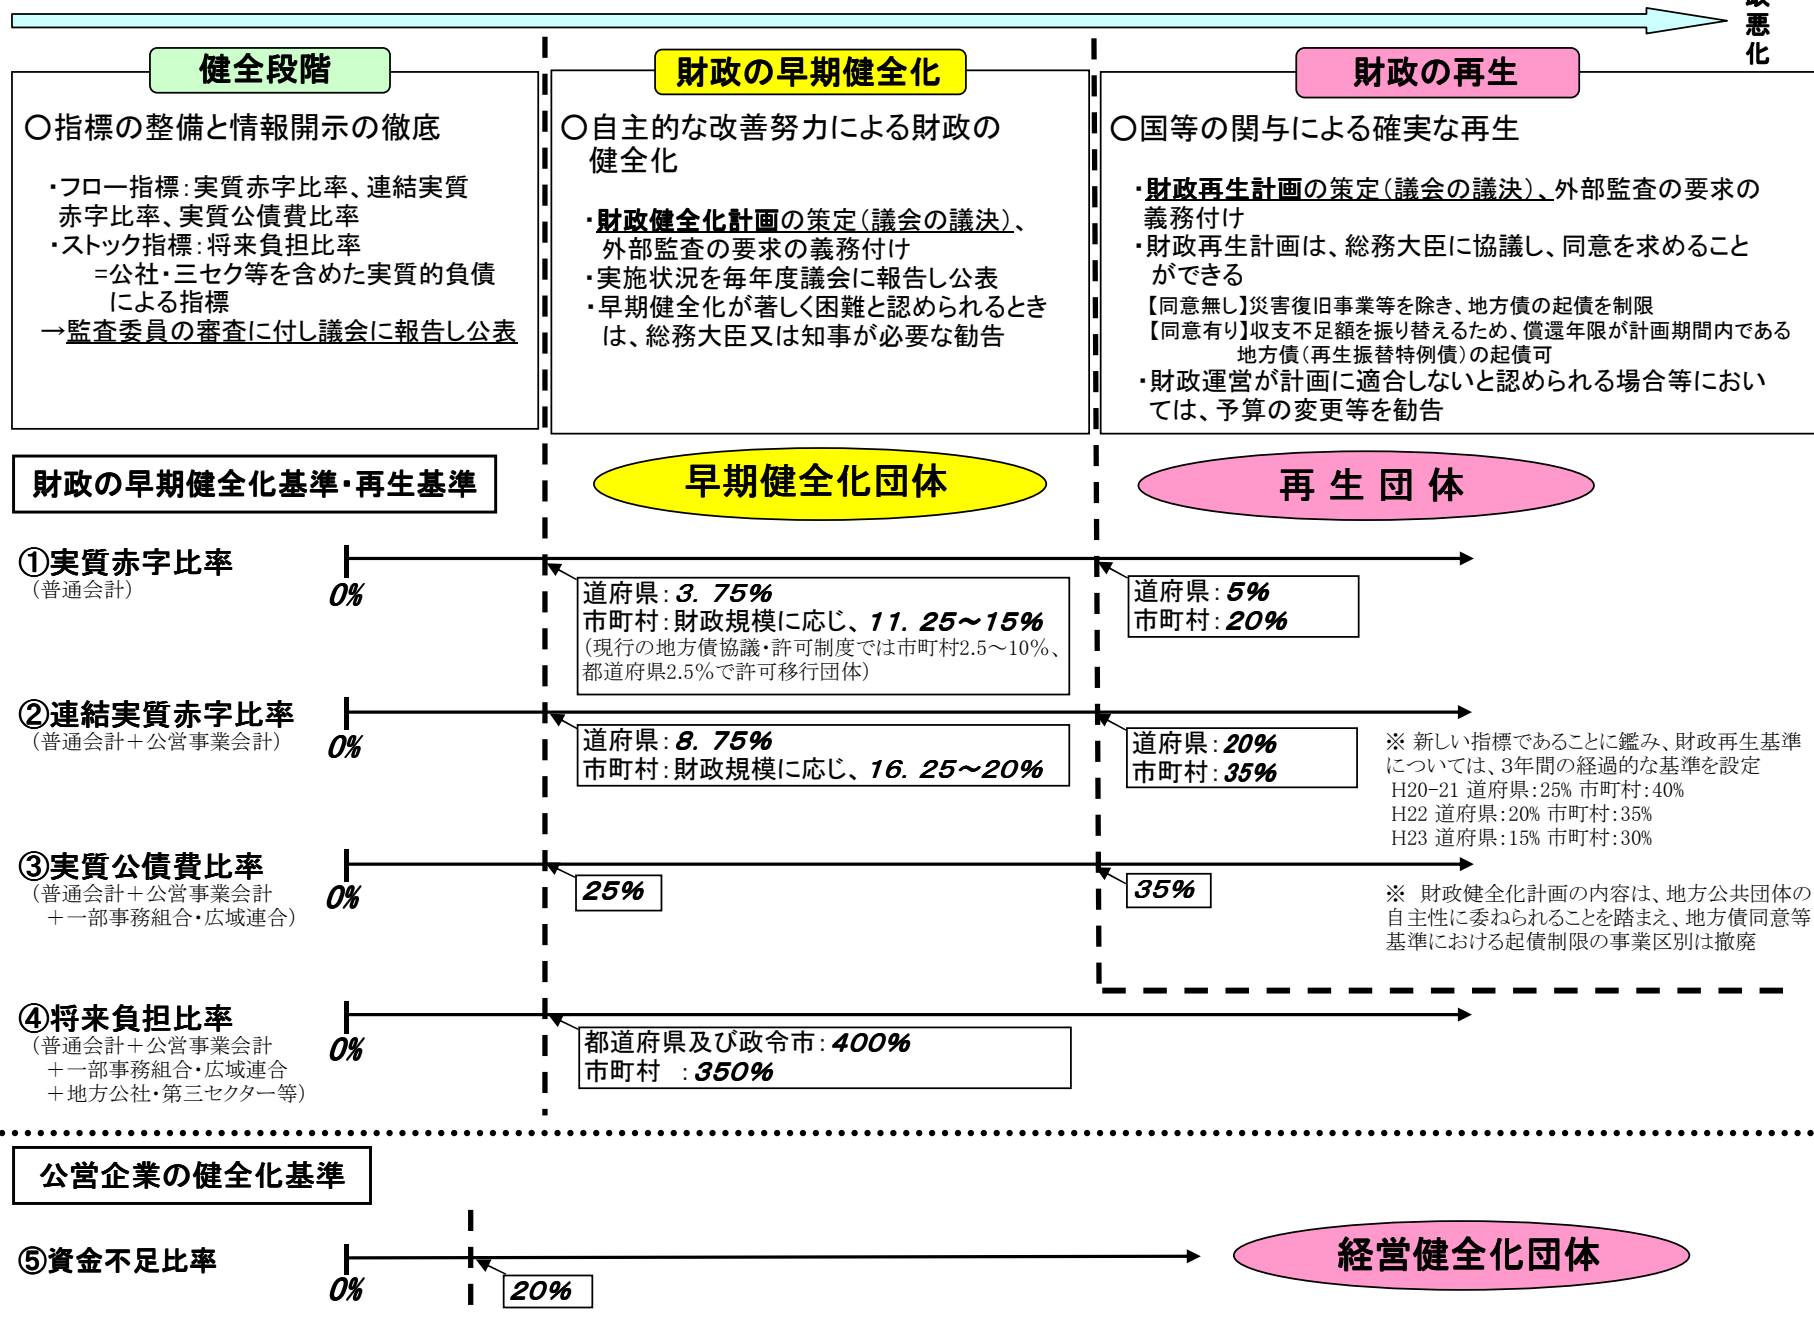 悪
化
健全段階
○指標の整備と情報開示の徹底
・フロー指標:実質赤字比率、連結実質
赤字比率、実質公債費比率
・ストック指標:将来負担比率
=公社・三セク等を含めた実質的負債
による指標
→監査委員の審査に付し議会に報告し公表
財政の早期健全化
○自主的な改善努力による財政の
健全化
・財政健全化計画の策定(議会の議決)、
外部監査の要求の義務付け
・実施状況を毎年度議会に報告し公表
・早期健全化が著しく困難と認められるとき
は、総務大臣又は知事が必要な勧告
財政の再生
○国等の関与による確実な再生
・財政再生計画の策定(議会の議決)、外部監査の要求の
義務付け
・財政再生計画は、総務大臣に協議し、同意を求めること
ができる
【同意無し】災害復旧事業等を除き、地方債の起債を制限
【同意有り】収支不足額を振り替えるため、償還年限が計画期間内である
地方債(再生振替特例債)の起債可
・財政運営が計画に適合しないと認められる場合等におい
ては、予算の変更等を勧告
財政の早期健全化基準・再生基準
早期健全化団体
再生団体
①実質赤字比率
(普通会計)
0%
道府県:3.75%
市町村:財政規模に応じ、11.25~15%
(現行の地方債協議・許可制度では市町村2.5~10%、
都道府県2.5%で許可移行団体)
道府県:5%
市町村:20%
②連結実質赤字比率
(普通会計+公営事業会計)
0%
道府県:8.75%
市町村:財政規模に応じ、16.25~20%
道府県:20%
市町村:35%
※ 新しい指標であることに鑑み、財政再生基準
については、3年間の経過的な基準を設定
H20-21 道府県:25% 市町村:40%
H22 道府県:20% 市町村:35%
H23 道府県:15% 市町村:30%
③実質公債費比率
(普通会計+公営事業会計
+一部事務組合・広域連合)
0%
25%
35%
※ 財政健全化計画の内容は、地方公共団体の
自主性に委ねられることを踏まえ、地方債同意等
基準における起債制限の事業区別は撤廃
④将来負担比率
(普通会計+公営事業会計
+一部事務組合・広域連合
+地方公社・第三セクター等)
0%
都道府県及び政令市:400%
市町村 :350%
公営企業の健全化基準
⑤資金不足比率
0%
20%
経営健全化団体